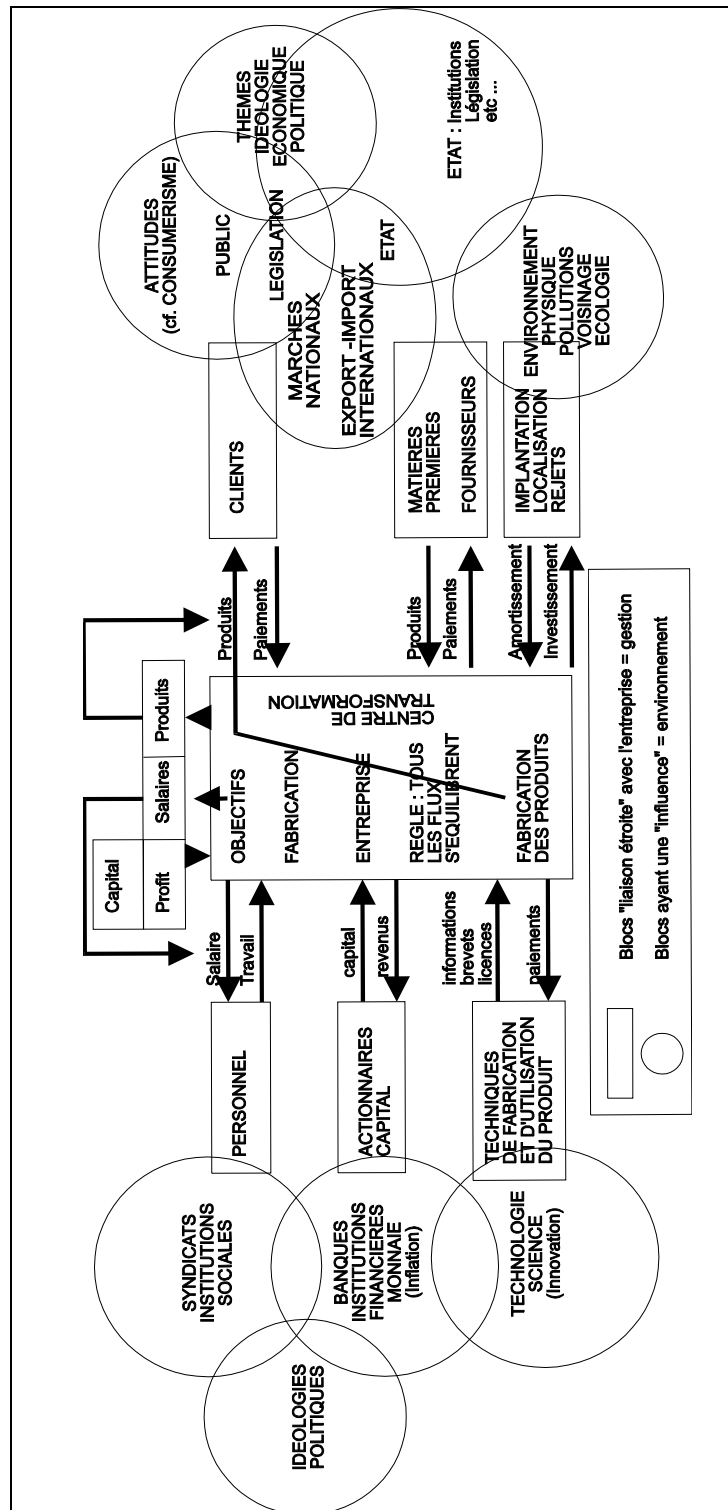 SYNDICATS
INSTITUTIONS
SOCIALES
IDEOLOGIES
POLITIQUES
BANQUES
INSTITUTIONS
FINANCIERES
MONNAIE
(Inflation)
TECHNOLOGIE
SCIENCE
(Innovation)
PERSONNEL
ACTIONNAIRES
CAPITAL
TECHNIQUES
DE FABRICATION
ET D'UTILISATION
DU PRODUIT
Salaire
Travail
capital
revenus
informations
brevets
licences
paiements
Capital
Profit
Salaires
Produits
OBJECTIFS
FABRICATION
ENTREPRISE
REGLE : TOUS
LES FLUX
S'EQUILIBRENT
FABRICATION
DES PRODUITS
CENTRE DE
TRANSFORMATION
Produits
Paiements
Produits
Paiements
Amortissement
Investissement
CLIENTS
MATIERES
PREMIERES
FOURNISSEURS
IMPLANTATION
LOCALISATION
REJETS
ATTITUDES
(cf. CONSUMERISME)
PUBLIC
LEGISLATION
MARCHES
NATIONAUX
EXPORT -IMPORT
INTERNATIONAUX
ETAT
THEMES
IDEOLOGIE
ECONOMIQUE
POLITIQUE
ETAT : Institutions
Législation
etc ...
ENVIRONNEMENT
PHYSIQUE
POLLUTIONS
VOISINAGE
ECOLOGIE
Blocs "liaison étroite" avec l'entreprise = gestion
Blocs ayant une "influence" = environnement